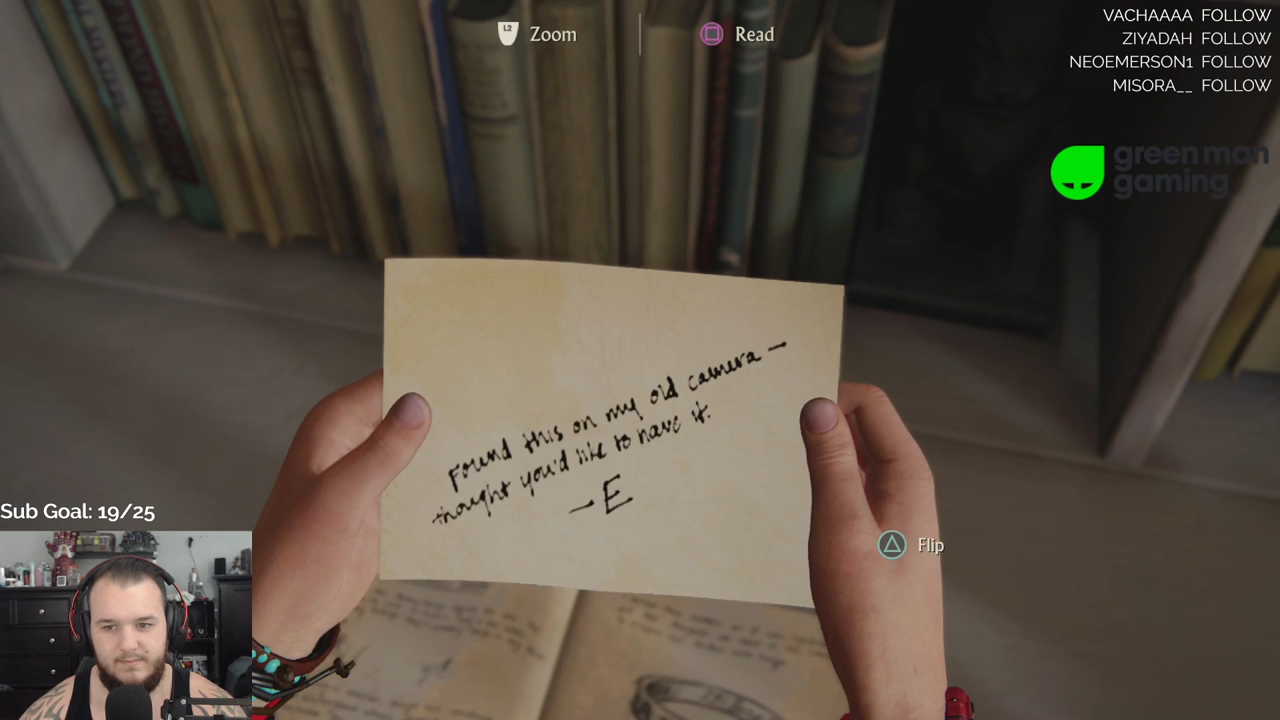 L2 Zoom
Read
VACHAAAA FOLLOW
ZIYADAH FOLLOW
NEOEMERSON1 FOLLOW
MISORA__ FOLLOW
green man
gaming
Found this on my old camera –
thought you'd like to have it.
– E
Flip
Sub Goal: 19/25